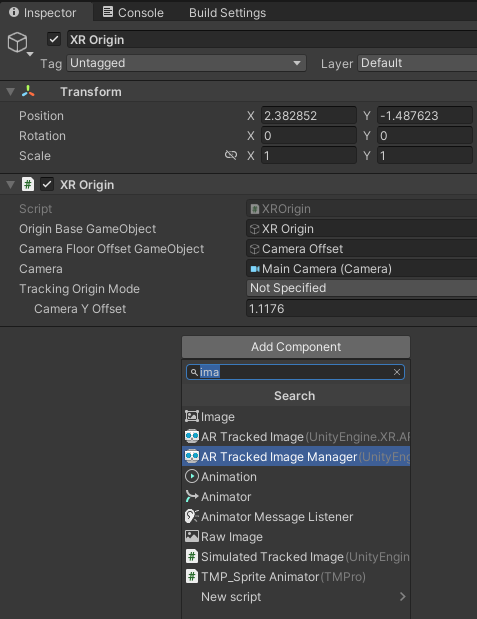 Inspector Console Build Settings
XR Origin
Tag Untagged Layer Default
Transform
Position X 2.382852 Y -1.487623
Rotation X 0 Y 0
Scale X 1 Y 1
XR Origin
Script XROrigin
Origin Base GameObject XR Origin
Camera Floor Offset GameObject Camera Offset
Camera Main Camera (Camera)
Tracking Origin Mode Not Specified
Camera Y Offset 1.1176
Add Component
ima
Search
Image
AR Tracked Image (UnityEngine.XR.AR
AR Tracked Image Manager (UnityEng
Animation
Animator
Animator Message Listener
Raw Image
Simulated Tracked Image (UnityEngin
TMP_Sprite Animator (TMPro)
New script